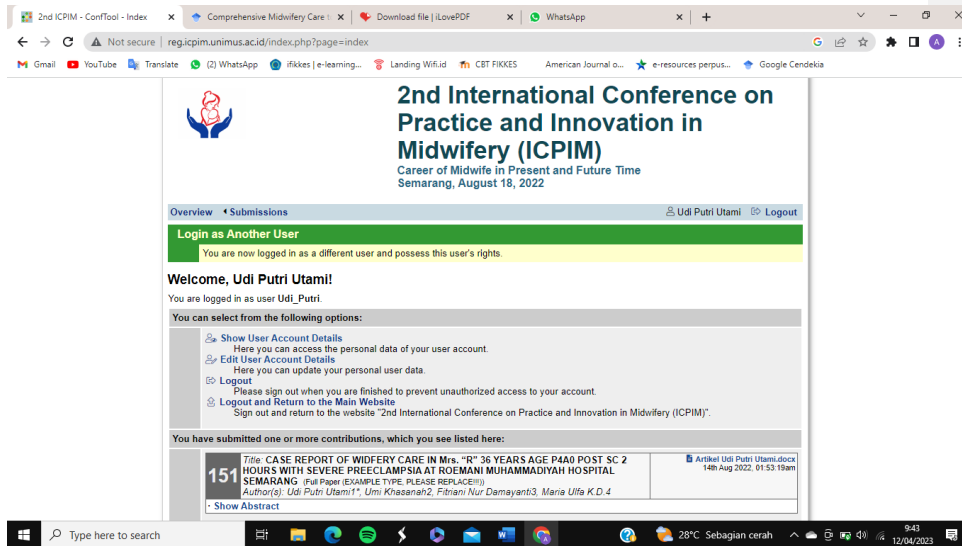 2nd ICPIM - ConfTool - Index
Comprehensive Midwifery Care t
Download file | iLovePDF
WhatsApp
Not secure | reg.icpim.unimus.ac.id/index.php?page=index
Gmail YouTube Translate (2) WhatsApp ifikkes | e-learning... Landing Wifi.id CBT FIKKES American Journal o... e-resources perpus... Google Cendekia
2nd International Conference on
Practice and Innovation in
Midwifery (ICPIM)
Career of Midwife in Present and Future Time
Semarang, August 18, 2022
Overview Submissions Udi Putri Utami Logout
Login as Another User
You are now logged in as a different user and possess this user's rights.
Welcome, Udi Putri Utami!
You are logged in as user Udi_Putri.
You can select from the following options:
Show User Account Details
Here you can access the personal data of your user account.
Edit User Account Details
Here you can update your personal user data.
Logout
Please sign out when you are finished to prevent unauthorized access to your account.
Logout and Return to the Main Website
Sign out and return to the website "2nd International Conference on Practice and Innovation in Midwifery (ICPIM)".
You have submitted one or more contributions, which you see listed here:
151
Title: CASE REPORT OF WIDFERY CARE IN Mrs. "R" 36 YEARS AGE P4A0 POST SC 2
HOURS WITH SEVERE PREECLAMPSIA AT ROEMANI MUHAMMADIYAH HOSPITAL
SEMARANG (Full Paper (EXAMPLE TYPE, PLEASE REPLACE!!!))
Author(s): Udi Putri Utami1*, Umi Khasanah2, Fitriani Nur Damayanti3, Maria Ulfa K.D.4
Artikel Udi Putri Utami.docx
14th Aug 2022, 01:53:19am
· Show Abstract
Type here to search
28°C Sebagian cerah
9:43
12/04/2023